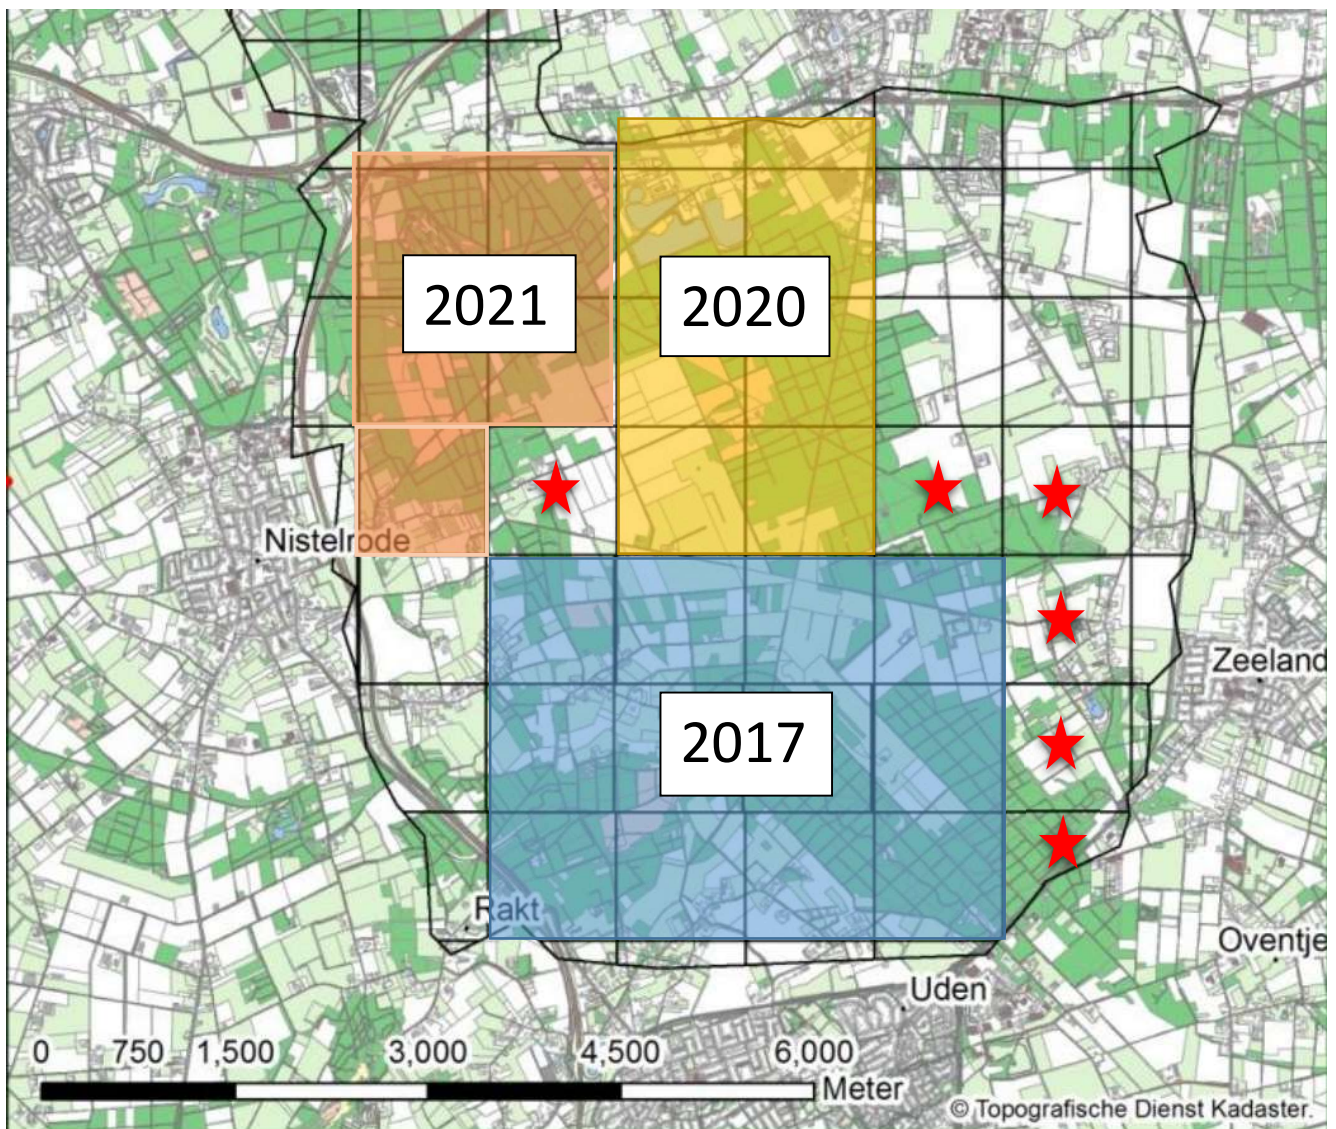 2021
2020
Nistelrode
Zeeland
2017
Rakt
Oventje
Uden
0 750 1,500 3,000 4,500 6,000
Meter
© Topografische Dienst Kadaster.